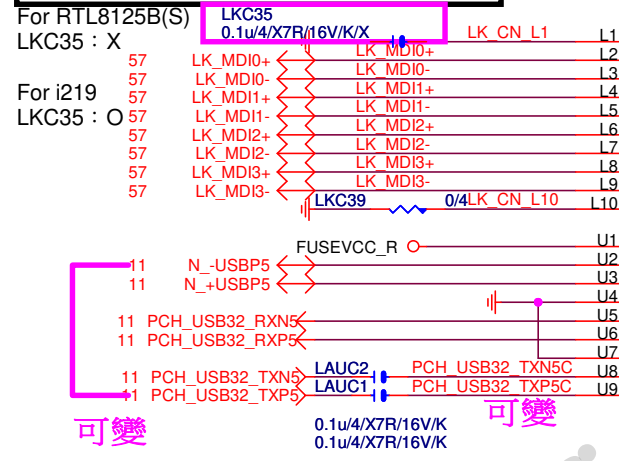 For RTL8125B(S)
LKC35：X
For i219
LKC35：O
LKC35
0.1u/4/X7R/16V/K/X
LK_CN_L1 L1
57 LK_MDI0+ LK_MDI0+ L2
57 LK_MDI0- LK_MDI0- L3
57 LK_MDI1+ LK_MDI1+ L4
57 LK_MDI1- LK_MDI1- L5
57 LK_MDI2+ LK_MDI2+ L6
57 LK_MDI2- LK_MDI2- L7
57 LK_MDI3+ LK_MDI3+ L8
57 LK_MDI3- LK_MDI3- L9
LKC39 0/4 LK_CN_L10 L10
FUSEVCC_R U1
11 N_-USBP5 U2
11 N_+USBP5 U3
U4
11 PCH_USB32_RXN5 U5
11 PCH_USB32_RXP5 U6
U7
11 PCH_USB32_TXN5 LAUC2 PCH_USB32_TXN5C U8
11 PCH_USB32_TXP5 LAUC1 PCH_USB32_TXP5C U9
可變 可變
0.1u/4/X7R/16V/K
0.1u/4/X7R/16V/K